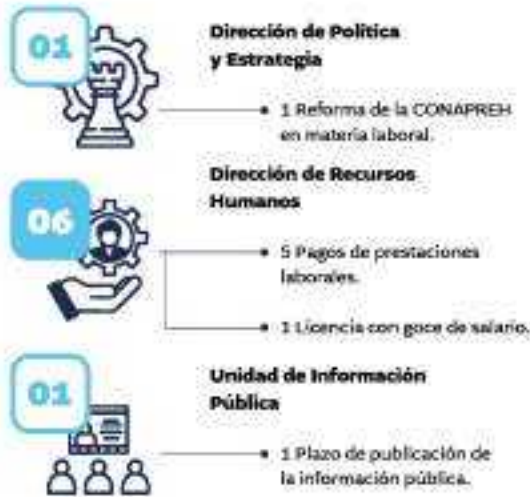 01
Dirección de Política
y Estrategia
1 Reforma de la CONAPREH
en materia laboral.
06
Dirección de Recursos
Humanos
5 Pagos de prestaciones
laborales.
1 Licencia con goce de salario.
01
Unidad de Información
Pública
1 Plazo de publicación de
la información pública.